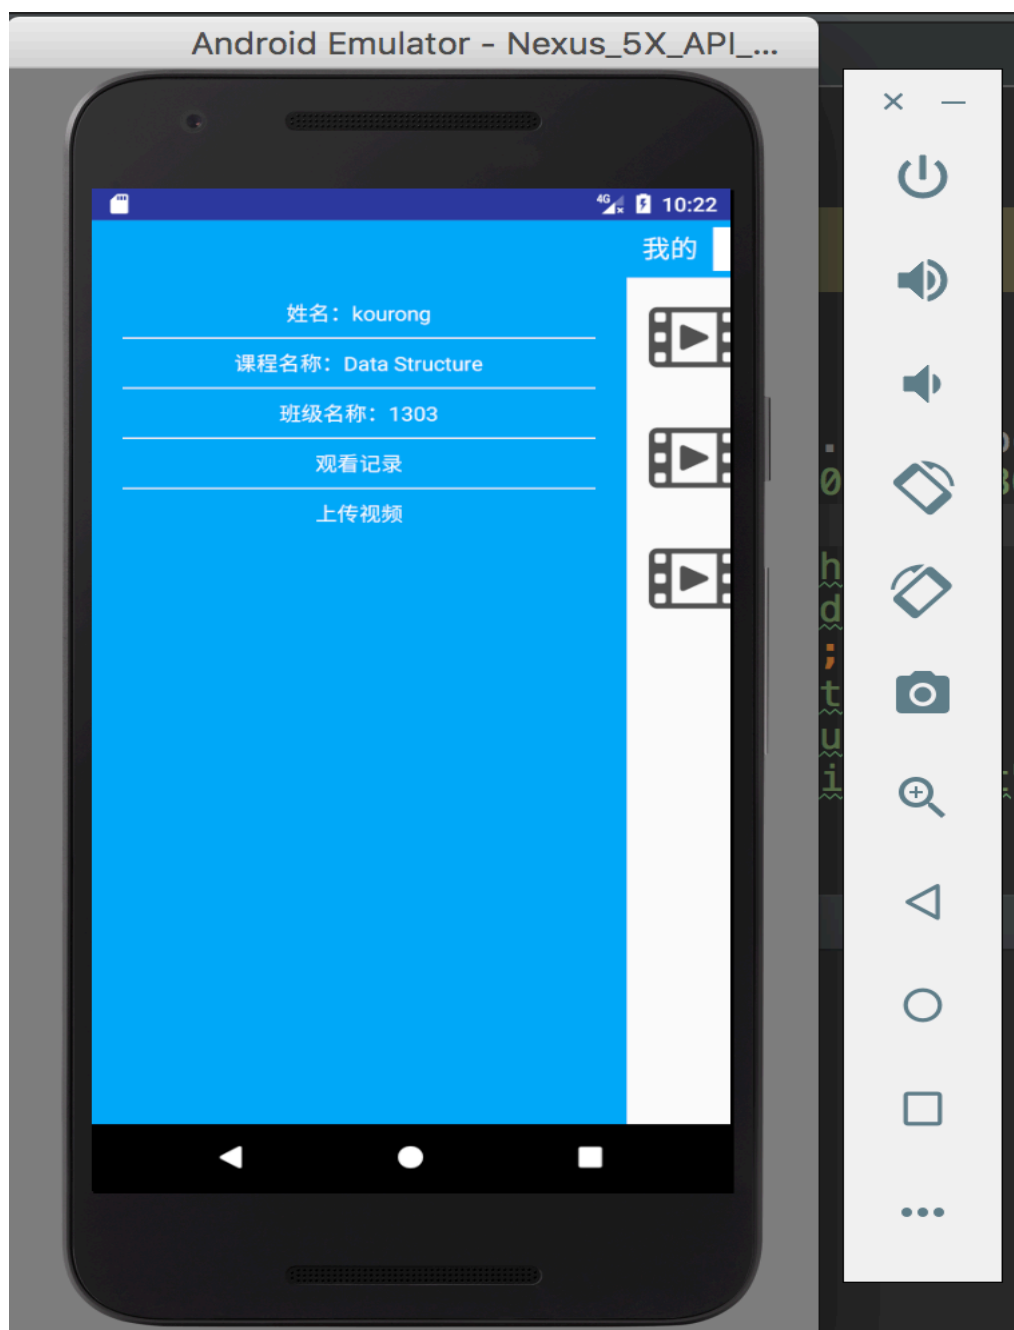 Android Emulator - Nexus_5X_API_...
4G 10:22
我的
姓名：kourong
课程名称：Data Structure
班级名称：1303
观看记录
上传视频
.
0
h
d
;
t
u
i